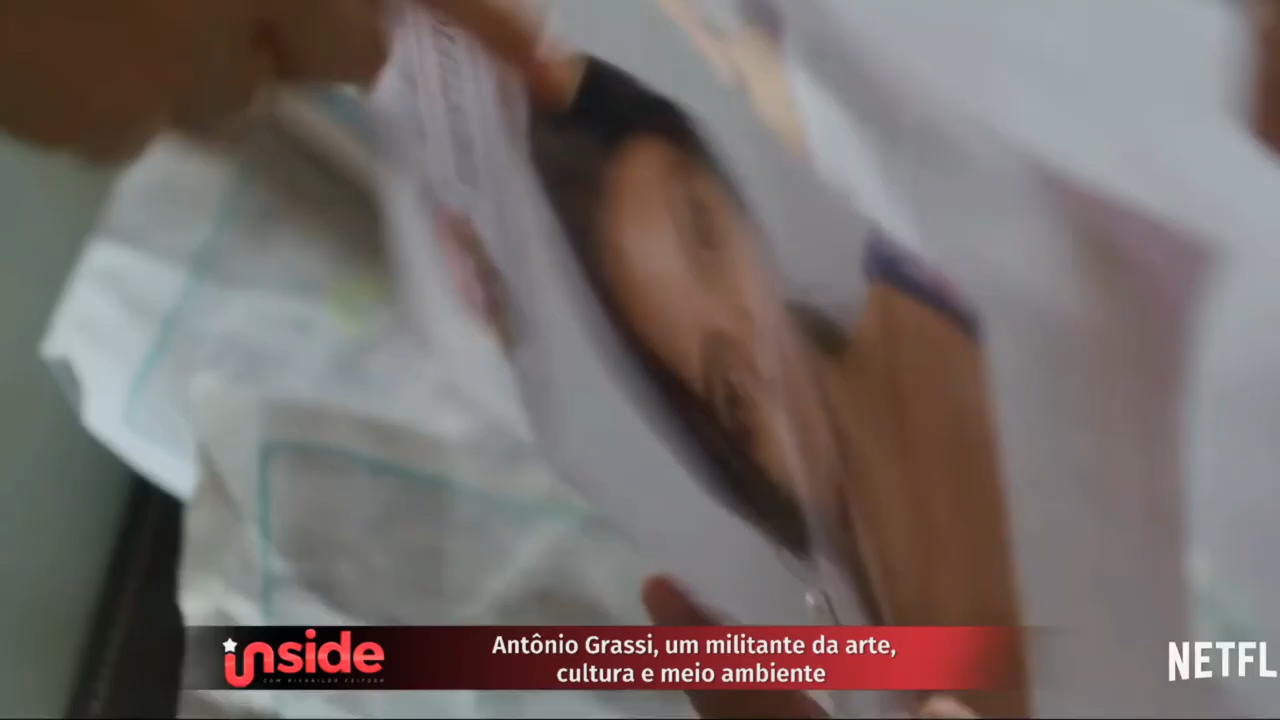 inside
Antônio Grassi, um militante da arte,
cultura e meio ambiente
NETFL